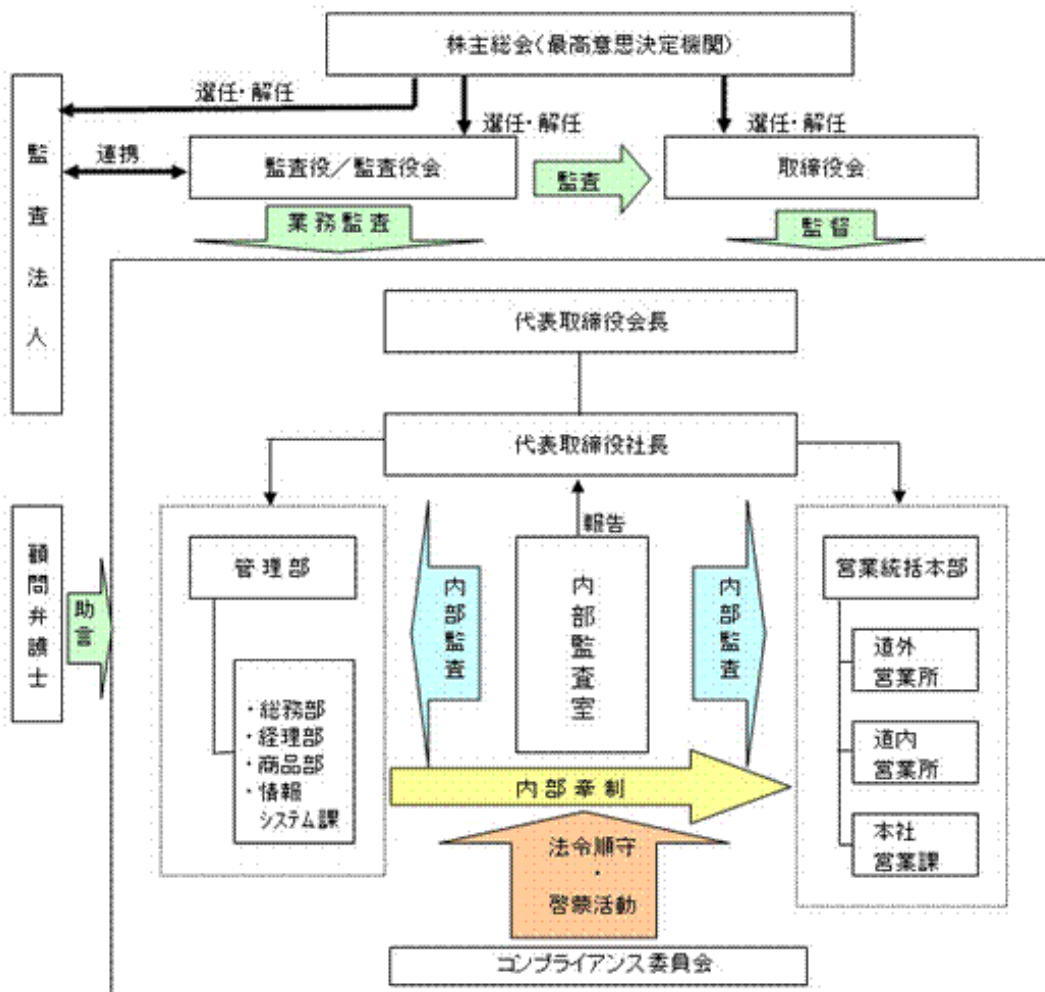 株主総会（最高意思決定機関）
選任・解任
選任・解任
選任・解任
監査法人
連携
監査役／監査役会
監査
取締役会
業務監査
監督
代表取締役会長
代表取締役社長
報告
顧問弁護士
助言
管理部
・総務部
・経理部
・商品部
・情報
システム課
内部監査
内部監査室
内部監査
営業統括本部
道外
営業所
道内
営業所
本社
営業課
内部牽制
法令順守
・
啓蒙活動
コンプライアンス委員会